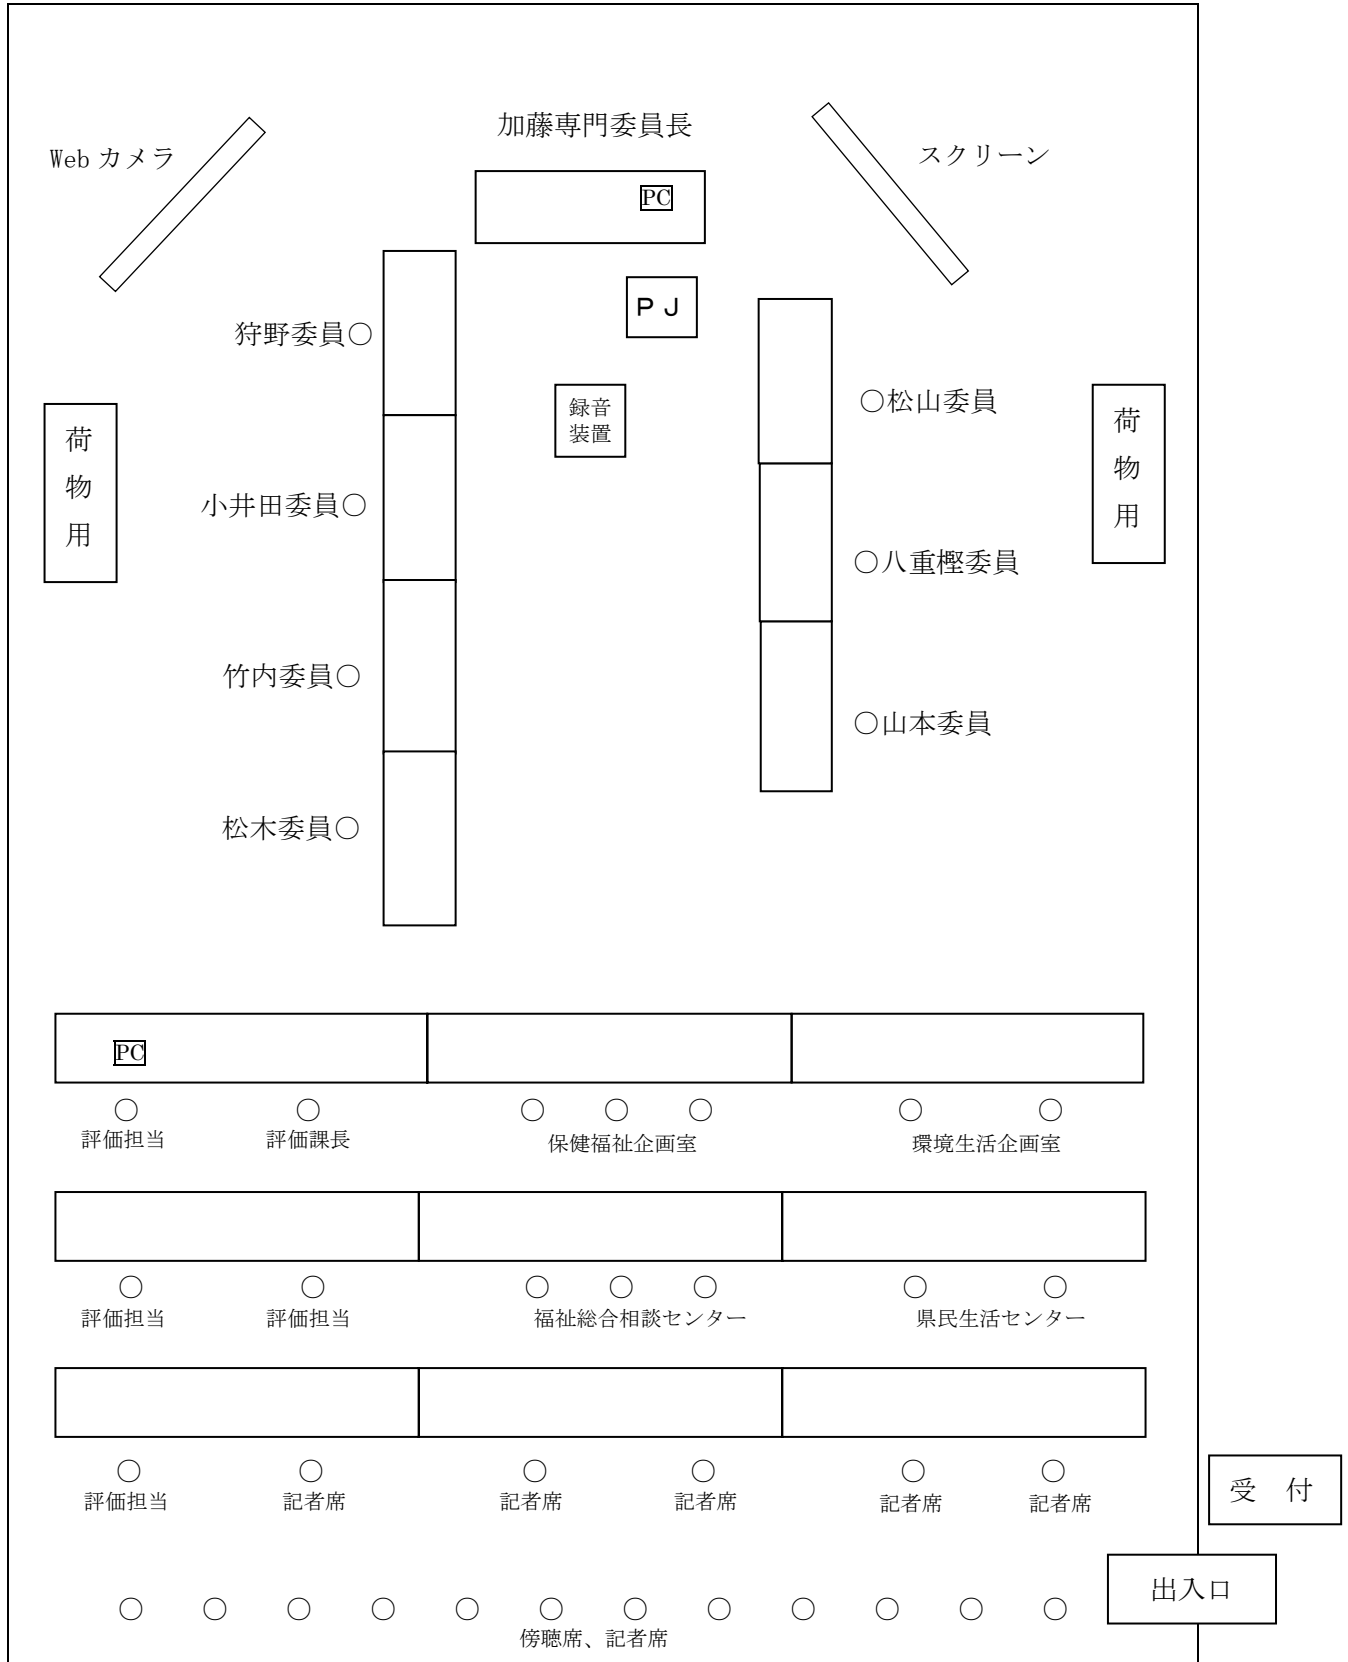 加藤専門委員長
Web カメラ
スクリーン
PC
ＰＪ
狩野委員○
録音
装置
○松山委員
荷
物
用
荷
物
用
小井田委員○
○八重樫委員
竹内委員○
○山本委員
松木委員○
PC
評価担当
評価課長
保健福祉企画室
環境生活企画室
評価担当
評価担当
福祉総合相談センター
県民生活センター
評価担当
記者席
記者席
記者席
記者席
記者席
受　付
出入口
傍聴席、記者席